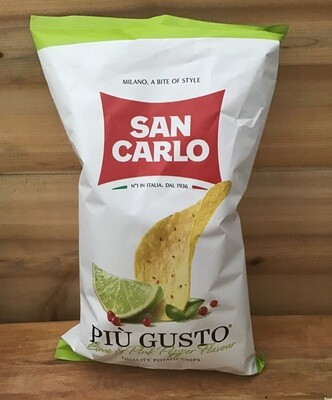 MILANO, A BITE OF STYLE
SAN
CARLO
N°1 IN ITALIA, DAL 1936
PIÙ GUSTO®
Lime & Pink Pepper Flavour
QUALITY POTATO CHIPS